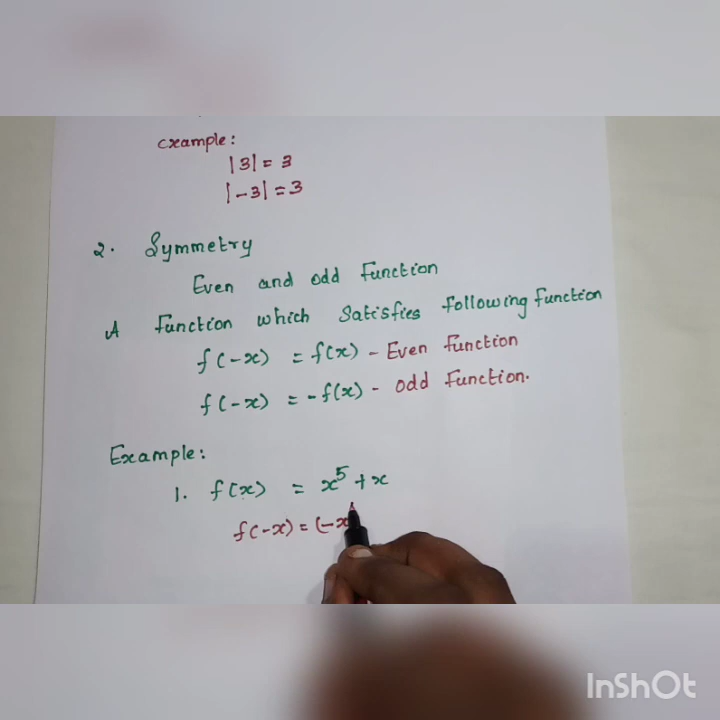 Example:
|3| = 3
|-3| = 3
2. Symmetry
Even and odd Function
A Function which Satisfies following function
f(-x) = f(x) - Even Function
f(-x) = -f(x) - odd Function.
Example:
1. f(x) = x⁵ + x
f(-x) = (-x
InShOt